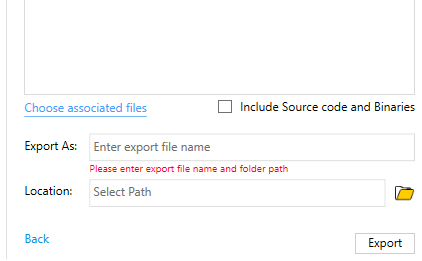 Choose associated files
Include Source code and Binaries
Export As:
Enter export file name
Please enter export file name and folder path
Location:
Select Path
Back
Export